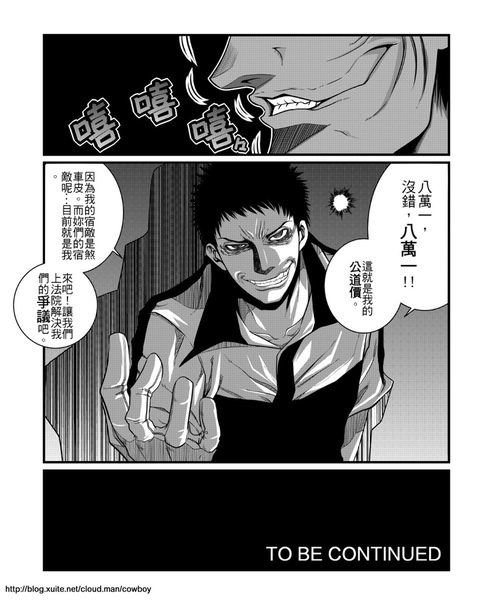 嘻嘻嘻々
八萬一，
沒錯，八萬一!!
這就是我的
公道價。
因為我的宿敵是煞
車皮。而妳們的宿
敵呢…目前就是我
。
來吧！讓我們
上法院解決我
們的爭議吧。
TO BE CONTINUED
http://blog.xuite.net/cloud.man/cowboy